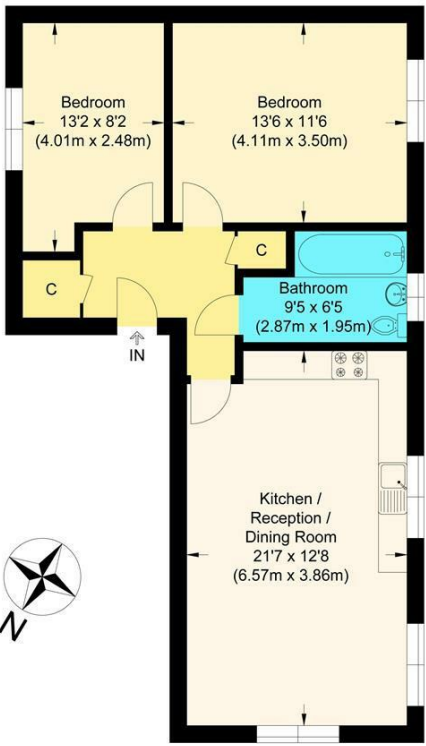 Bedroom
13'2 x 8'2
(4.01m x 2.48m)
Bedroom
13'6 x 11'6
(4.11m x 3.50m)
C
C
Bathroom
9'5 x 6'5
(2.87m x 1.95m)
IN
Kitchen /
Reception /
Dining Room
21'7 x 12'8
(6.57m x 3.86m)
N